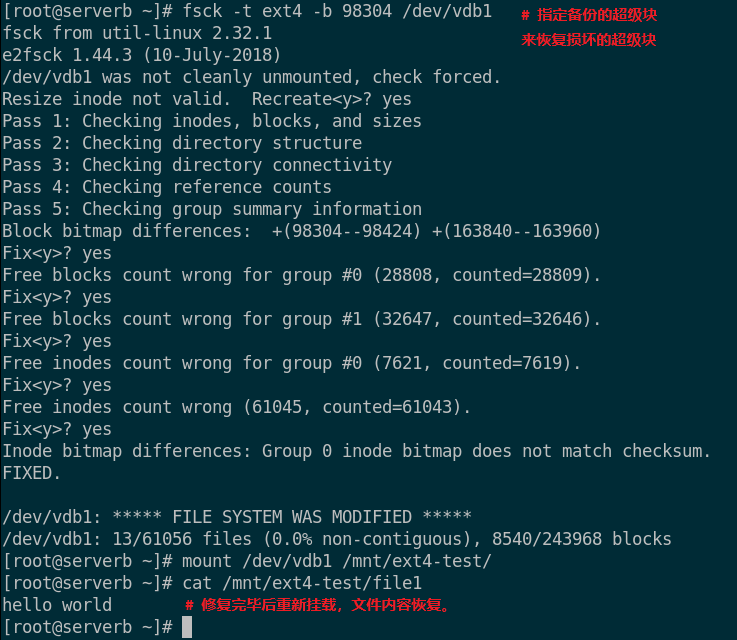 [root@serverb ~]# fsck -t ext4 -b 98304 /dev/vdb1 # 指定备份的超级块
fsck from util-linux 2.32.1 来恢复损坏的超级块
e2fsck 1.44.3 (10-July-2018)
/dev/vdb1 was not cleanly unmounted, check forced.
Resize inode not valid.  Recreate<y>? yes
Pass 1: Checking inodes, blocks, and sizes
Pass 2: Checking directory structure
Pass 3: Checking directory connectivity
Pass 4: Checking reference counts
Pass 5: Checking group summary information
Block bitmap differences:  +(98304--98424) +(163840--163960)
Fix<y>? yes
Free blocks count wrong for group #0 (28808, counted=28809).
Fix<y>? yes
Free blocks count wrong for group #1 (32647, counted=32646).
Fix<y>? yes
Free inodes count wrong for group #0 (7621, counted=7619).
Fix<y>? yes
Free inodes count wrong (61045, counted=61043).
Fix<y>? yes
Inode bitmap differences: Group 0 inode bitmap does not match checksum.
FIXED.
/dev/vdb1: ***** FILE SYSTEM WAS MODIFIED *****
/dev/vdb1: 13/61056 files (0.0% non-contiguous), 8540/243968 blocks
[root@serverb ~]# mount /dev/vdb1 /mnt/ext4-test/
[root@serverb ~]# cat /mnt/ext4-test/file1
hello world # 修复完毕后重新挂载，文件内容恢复。
[root@serverb ~]#